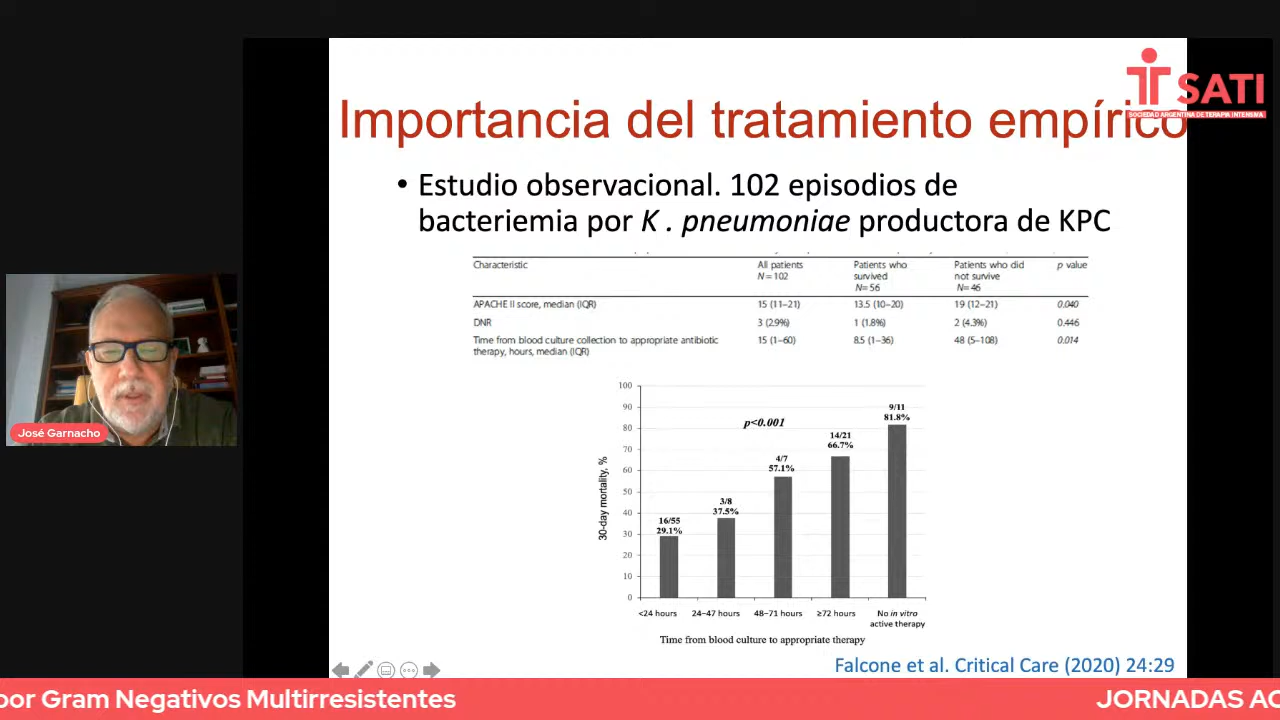 SATI
SOCIEDAD ARGENTINA DE TERAPIA INTENSIVA
Importancia del tratamiento empírico
• Estudio observacional. 102 episodios de
bacteriemia por K . pneumoniae productora de KPC
Characteristic All patients N = 102 Patients who survived N= 56 Patients who did not survive N= 46 p value
APACHE II score, median (IQR) 15 (11–21) 13.5 (10–20) 19 (12–21) 0.040
DNR 3 (2.9%) 1 (1.8%) 2 (4.3%) 0.446
Time from blood culture collection to appropriate antibiotic 15 (1–60) 8.5 (1–36) 48 (5–108) 0.014
therapy, hours, median (IQR)
30-day mortality, %
100
90
80
70
60
50
40
30
20
10
0
p<0.001
16/55
29.1%
3/8
37.5%
4/7
57.1%
14/21
66.7%
9/11
81.8%
<24 hours 24–47 hours 48–71 hours ≥72 hours No in vitro
active therapy
Time from blood culture to appropriate therapy
Falcone et al. Critical Care (2020) 24:29
José Garnacho
por Gram Negativos Multirresistentes
JORNADAS AC